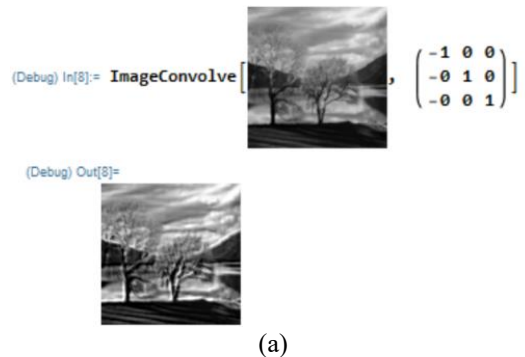 (Debug) In[8]:= ImageConvolve[ , ( -1 0 0
-0 1 0
-0 0 1 ) ]
(Debug) Out[8]=
(a)